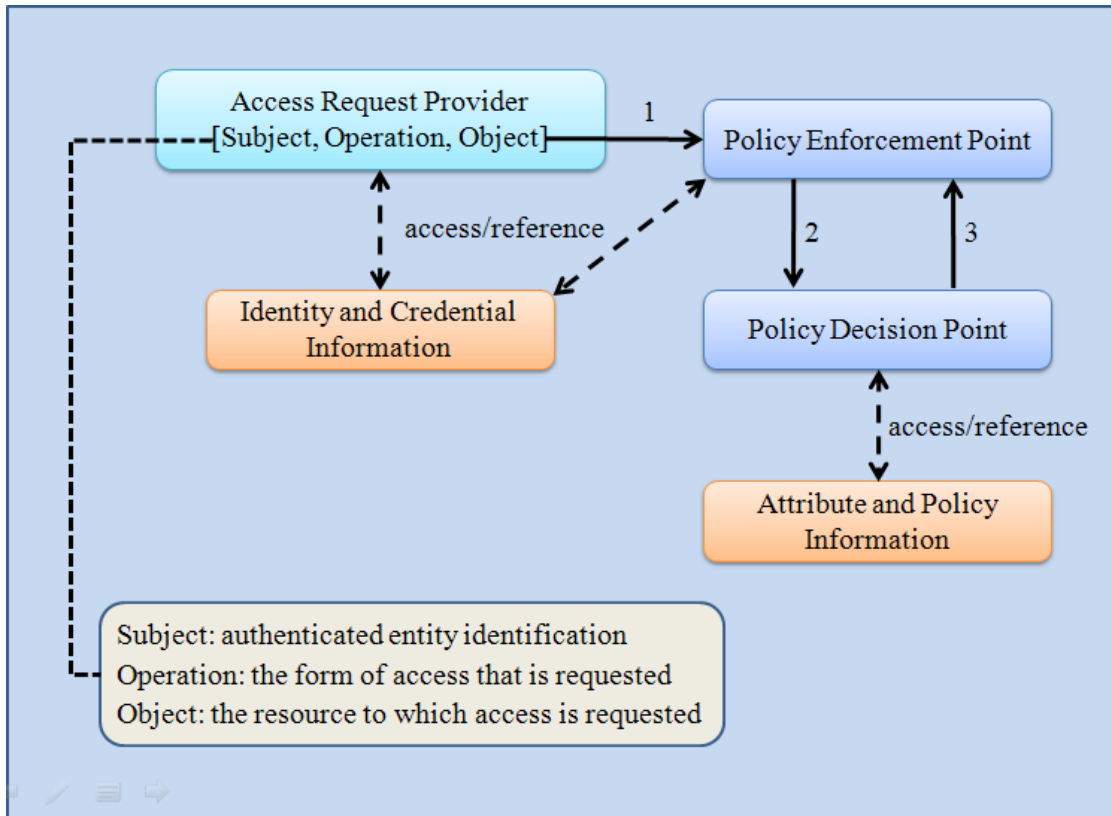 Access Request Provider
[Subject, Operation, Object]
1
Policy Enforcement Point
access/reference
2
3
Identity and Credential
Information
Policy Decision Point
access/reference
Attribute and Policy
Information
Subject: authenticated entity identification
Operation: the form of access that is requested
Object: the resource to which access is requested